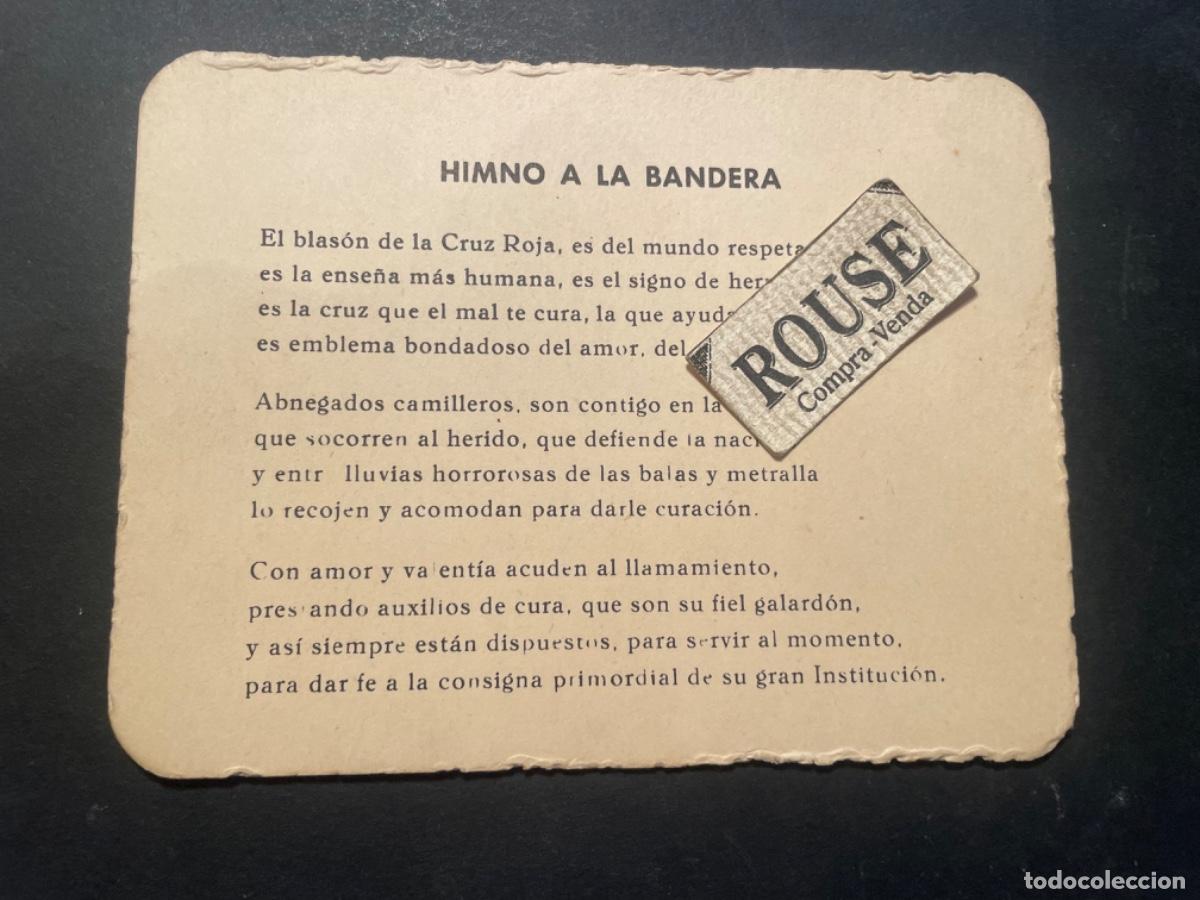 HIMNO A LA BANDERA
El blasón de la Cruz Roja, es del mundo
es la enseña más humana, es el signo de
es la cruz que el mal te cura, la que
es emblema bondadoso del amor, del
Abnegados camilleros, son contigo en la
que socorren al herido, que defiende la
y entr lluvias horrorosas de las balas y metralla
lo recojen y acomodan para darle curación.
Con amor y valentía acuden al llamamiento,
prestando auxilios de cura, que son su fiel galardón,
y así siempre están dispuestos, para servir al momento,
para dar fe a la consigna primordial de su gran Institución.
ROUSE
Compra-Venda
todocoleccion